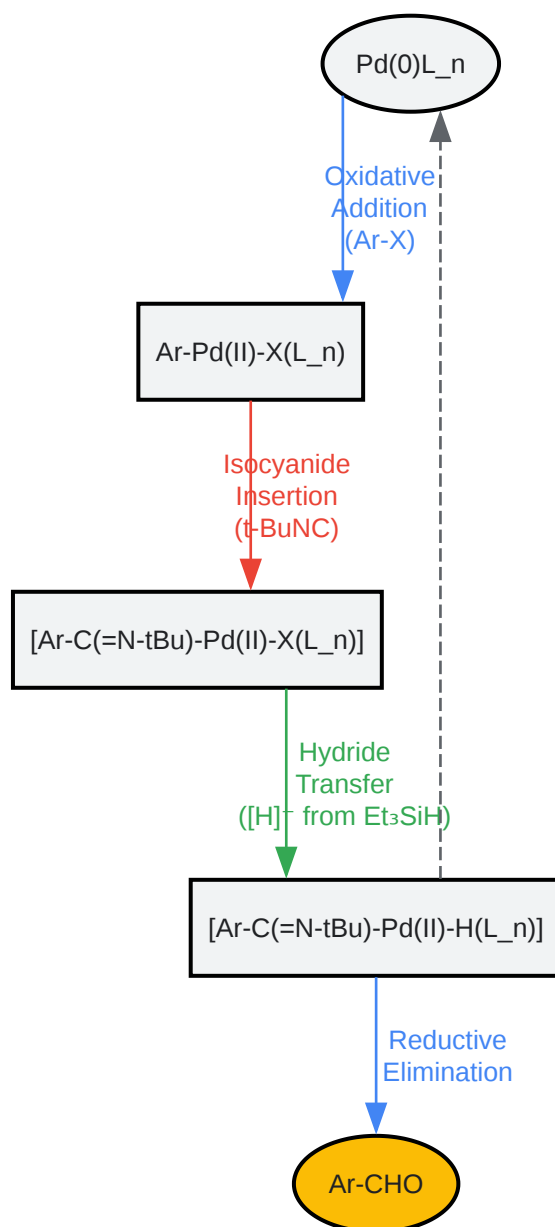 Pd(0)L_n
Oxidative
Addition
(Ar-X)
Ar-Pd(II)-X(L_n)
Isocyanide
Insertion
(t-BuNC)
[Ar-C(=N-tBu)-Pd(II)-X(L_n)]
Hydride
Transfer
([H]⁻ from Et₃SiH)
[Ar-C(=N-tBu)-Pd(II)-H(L_n)]
Reductive
Elimination
Ar-CHO